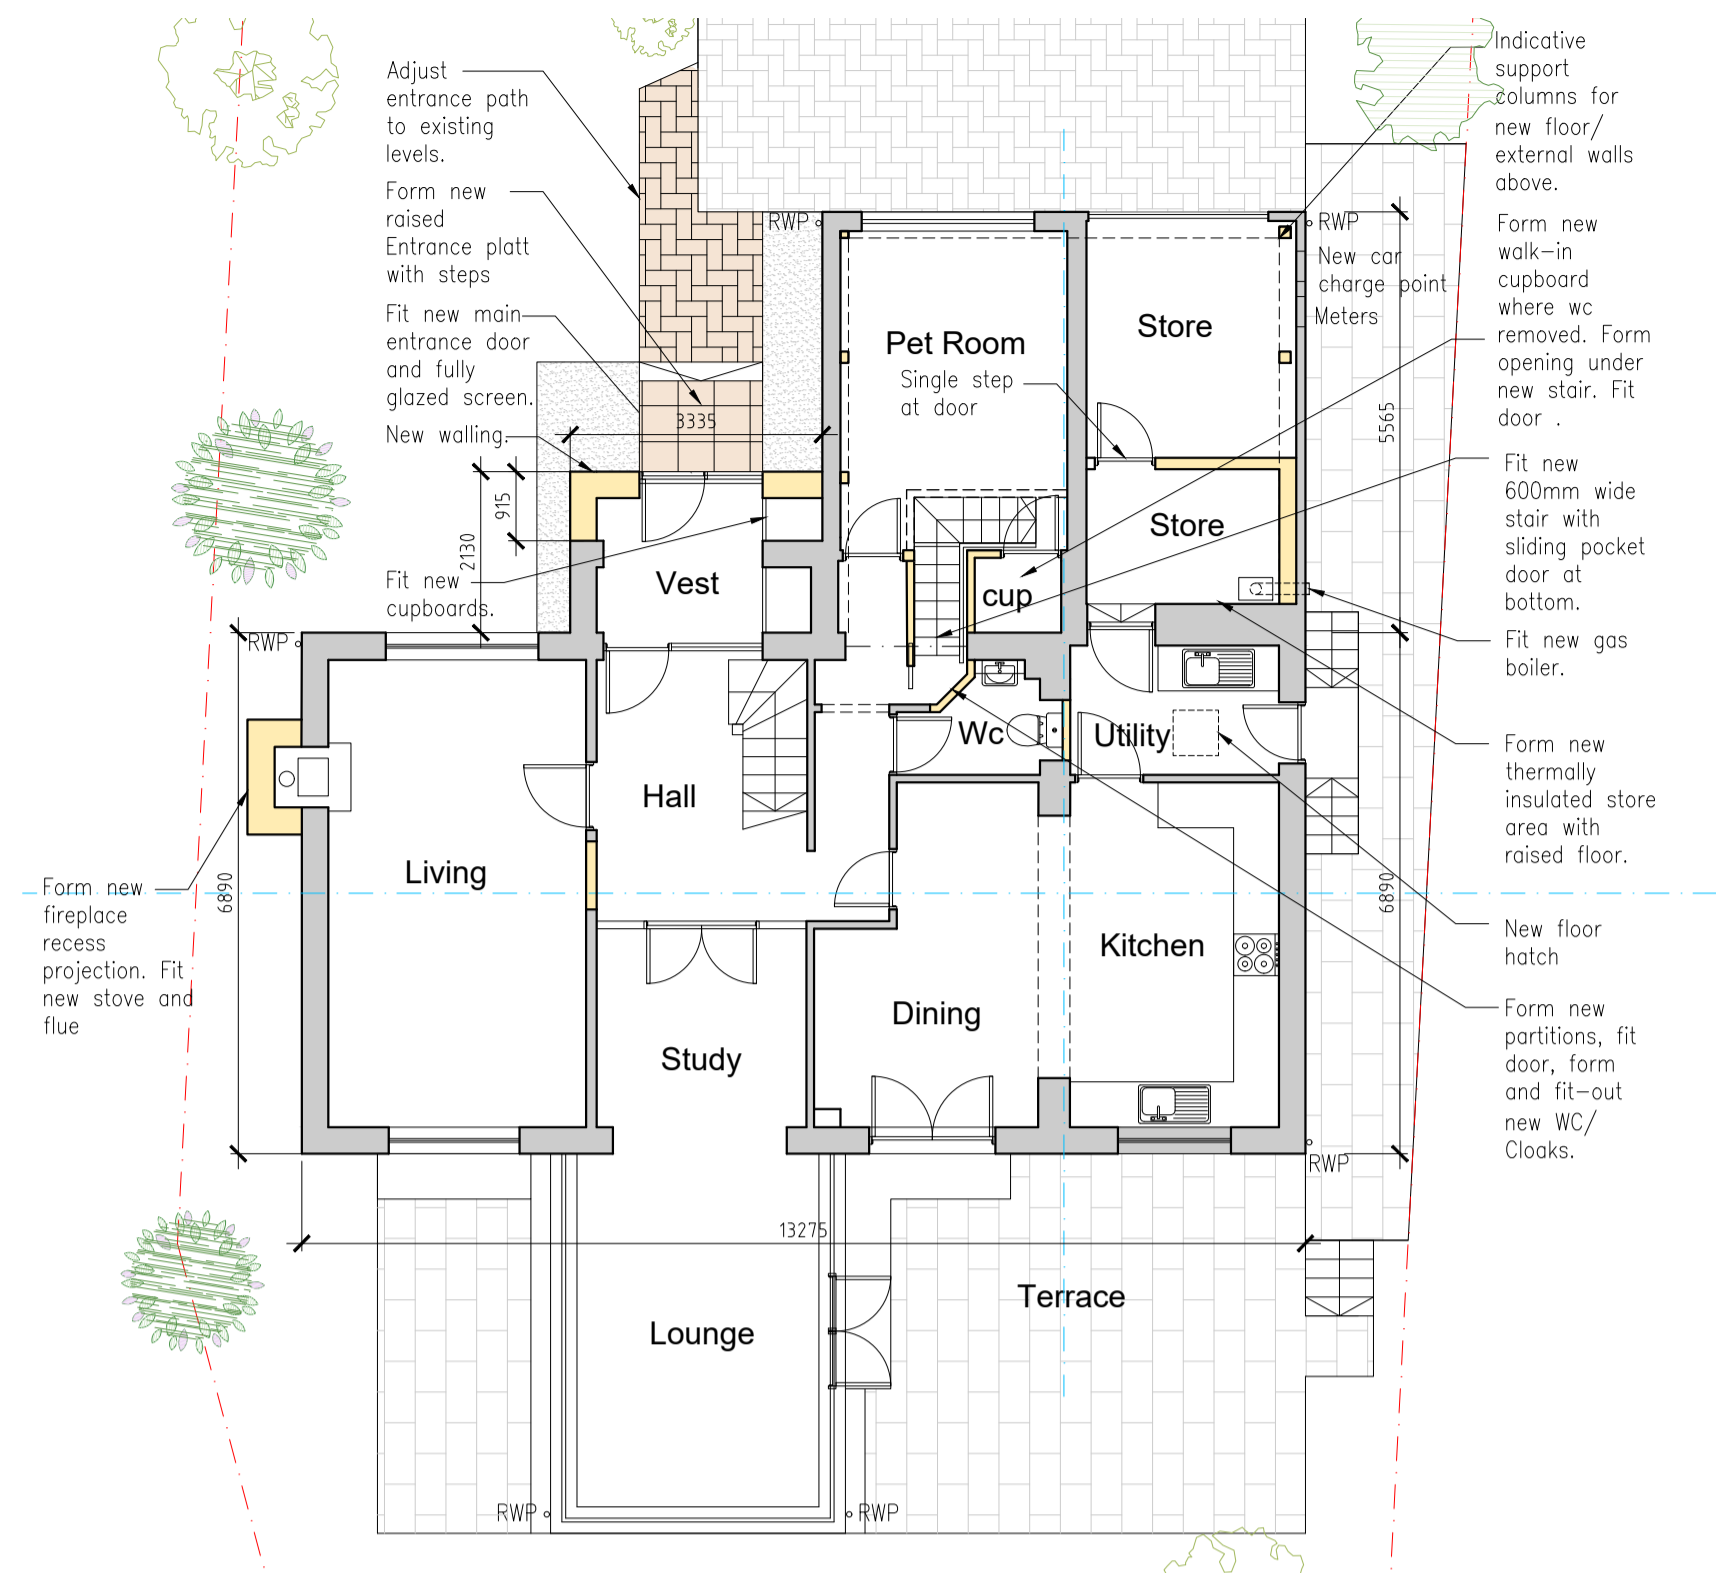 Adjust
entrance path
to existing
levels.
Form new
raised
Entrance platt
with steps
Fit new main
entrance door
and fully
glazed screen.
New walling.
Fit new
cupboards.
Form new
fireplace
recess
projection. Fit
new stove and
flue
RWP
RWP
3335
915
2130
6890
Pet Room
Single step
at door
Store
Store
cup
Vest
Hall
Wc
Utility
Living
Kitchen
Dining
Study
Lounge
Terrace
13275
RWP
RWP
RWP
RWP
New car
charge point
Meters
5565
6890
Indicative
support
columns for
new floor/
external walls
above.
Form new
walk-in
cupboard
where wc
removed. Form
opening under
new stair. Fit
door .
Fit new
600mm wide
stair with
sliding pocket
door at
bottom.
Fit new gas
boiler.
Form new
thermally
insulated store
area with
raised floor.
New floor
hatch
Form new
partitions, fit
door, form
and fit-out
new WC/
Cloaks.